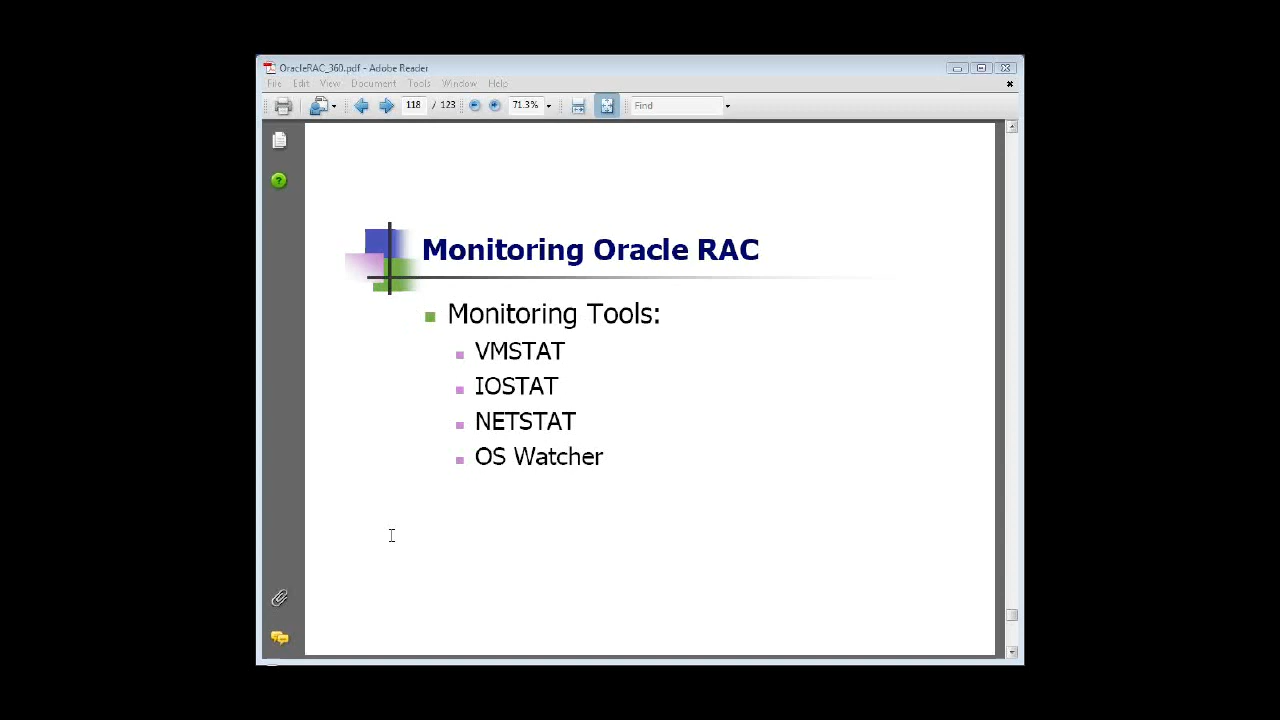 OracleRAC_360.pdf - Adobe Reader
File Edit View Document Tools Window Help
118 / 123 71.3% Find
Monitoring Oracle RAC
Monitoring Tools:
VMSTAT
IOSTAT
NETSTAT
OS Watcher